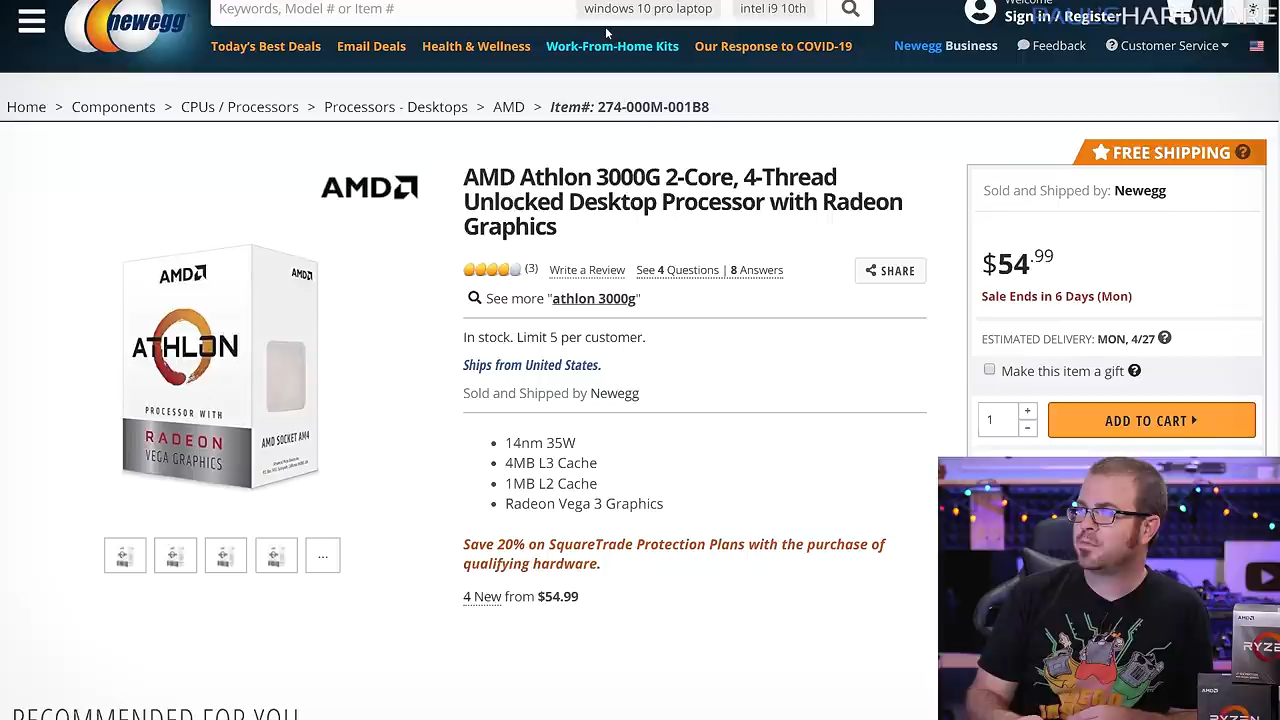 newegg
Keywords, Model # or Item #
windows 10 pro laptop
intel i9 10th
Welcome
Sign in / Register
HARDWARE
Today's Best Deals
Email Deals
Health & Wellness
Work-From-Home Kits
Our Response to COVID-19
Newegg Business
Feedback
Customer Service
Home > Components > CPUs / Processors > Processors - Desktops > AMD > Item#: 274-000M-001B8
AMD
AMD Athlon 3000G 2-Core, 4-Thread
Unlocked Desktop Processor with Radeon
Graphics
(3) Write a Review See 4 Questions | 8 Answers
SHARE
See more "athlon 3000g"
In stock. Limit 5 per customer.
Ships from United States.
Sold and Shipped by Newegg
14nm 35W
4MB L3 Cache
1MB L2 Cache
Radeon Vega 3 Graphics
Save 20% on SquareTrade Protection Plans with the purchase of
qualifying hardware.
4 New from $54.99
AMD
AMD
ATHLON
PROCESSOR WITH
RADEON
VEGA GRAPHICS
AMD SOCKET AM4
...
FREE SHIPPING
Sold and Shipped by: Newegg
$54.99
Sale Ends in 6 Days (Mon)
ESTIMATED DELIVERY: MON, 4/27
Make this item a gift
1
+
-
ADD TO CART
AMD
RYZE
AMD
RYZEN
RECOMMENDED FOR YOU